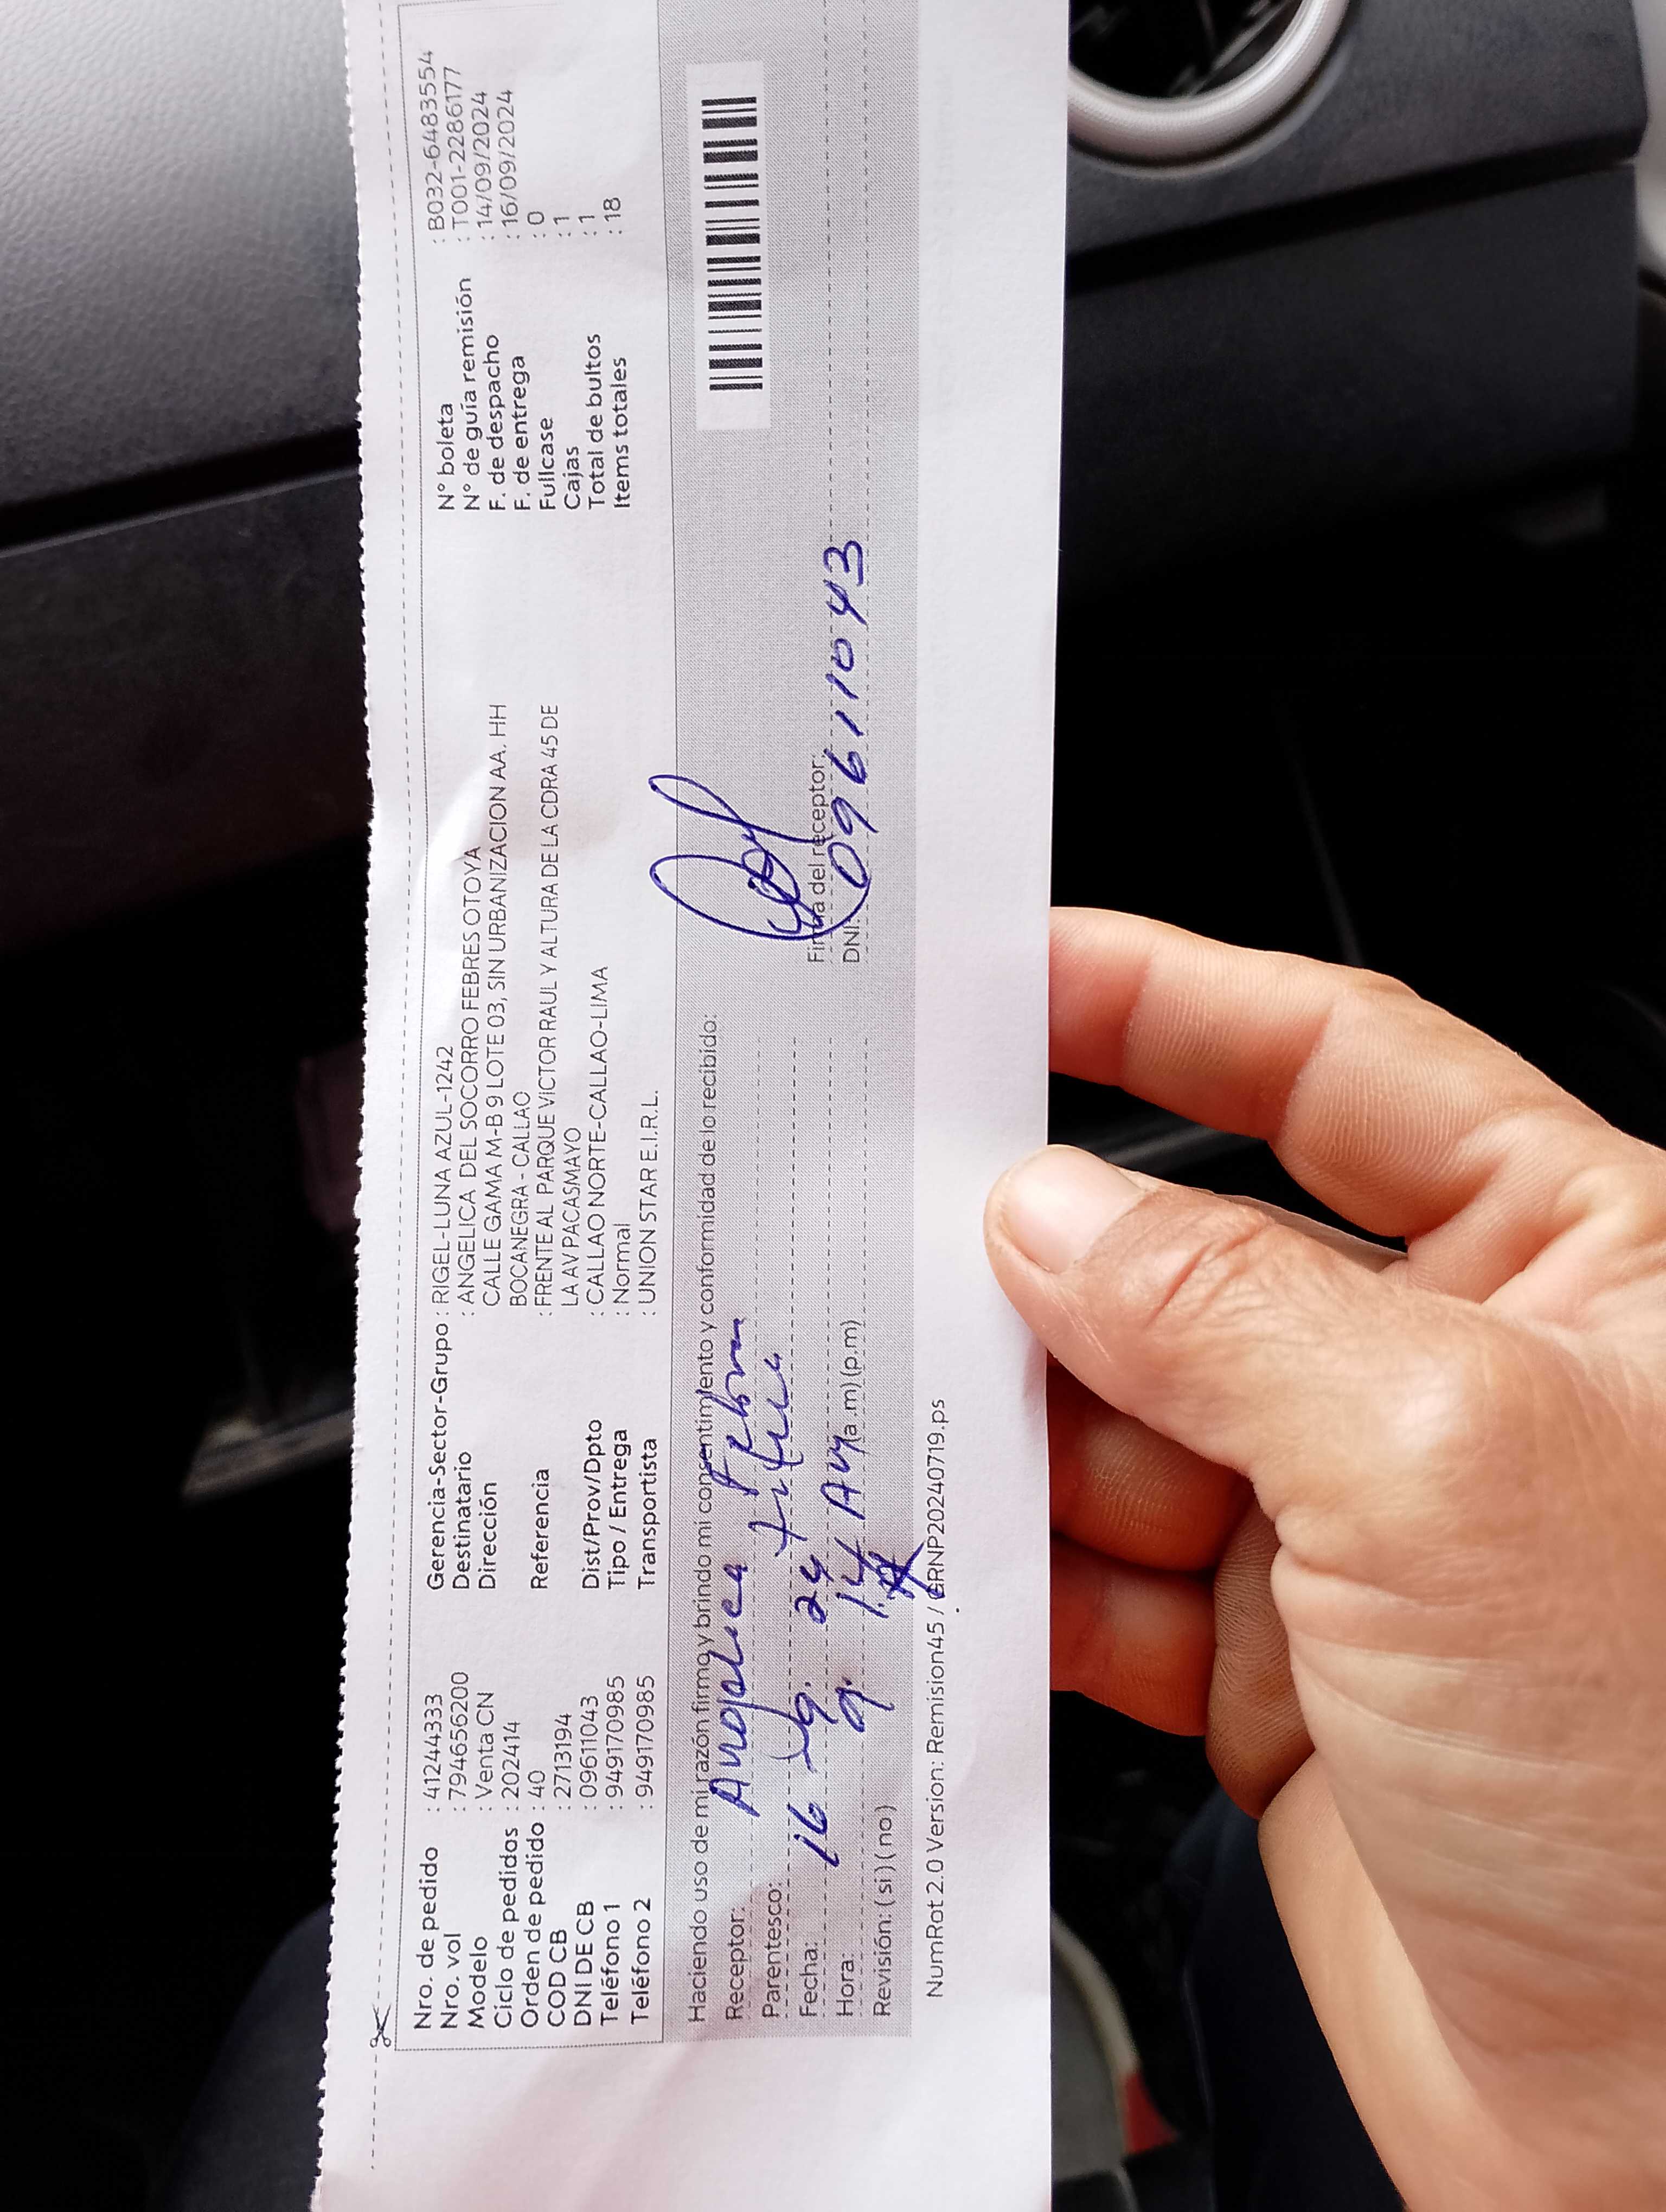 Nro. de pedido : 41244333
Nro. vol : 794656200
Modelo : Venta CN
Ciclo de pedidos : 202414
Orden de pedido : 40
COD CB : 2713194
DNI DE CB : 09611043
Teléfono 1 : 949170985
Teléfono 2 : 949170985
Gerencia-Sector-Grupo : RIGEL-LUNA AZUL-1242
Destinatario : ANGELICA DEL SOCORRO FEBRES OTOYA
Dirección CALLE GAMA M-B 9 LOTE 03, SIN URBANIZACION AA. HH
BOCANEGRA - CALLAO
Referencia : FRENTE AL PARQUE VICTOR RAUL Y ALTURA DE LA CDRA 45 DE
LA AV PACASMAYO
Dist/Prov/Dpto : CALLAO NORTE-CALLAO-LIMA
Tipo / Entrega : Normal
Transportista : UNION STAR E.I.R.L.
N° boleta : B032-64835554
N° de guía remisión : T001-2286177
F. de despacho : 14/09/2024
F. de entrega : 16/09/2024
Fullcase : 0
Cajas : 1
Total de bultos : 1
Items totales : 18
Haciendo uso de mi razón firmo y brindo mi consentimiento y conformidad de lo recibido:
Receptor: Angelica
Parentesco:
Fecha: 16 24
Hora: 9. 14 (a.m) (p.m)
Revisión: ( si ) ( no )
Firma del receptor:
DNI: 09611043
NumRot 2.0 Version: Remision45 / GRNP20240719.ps